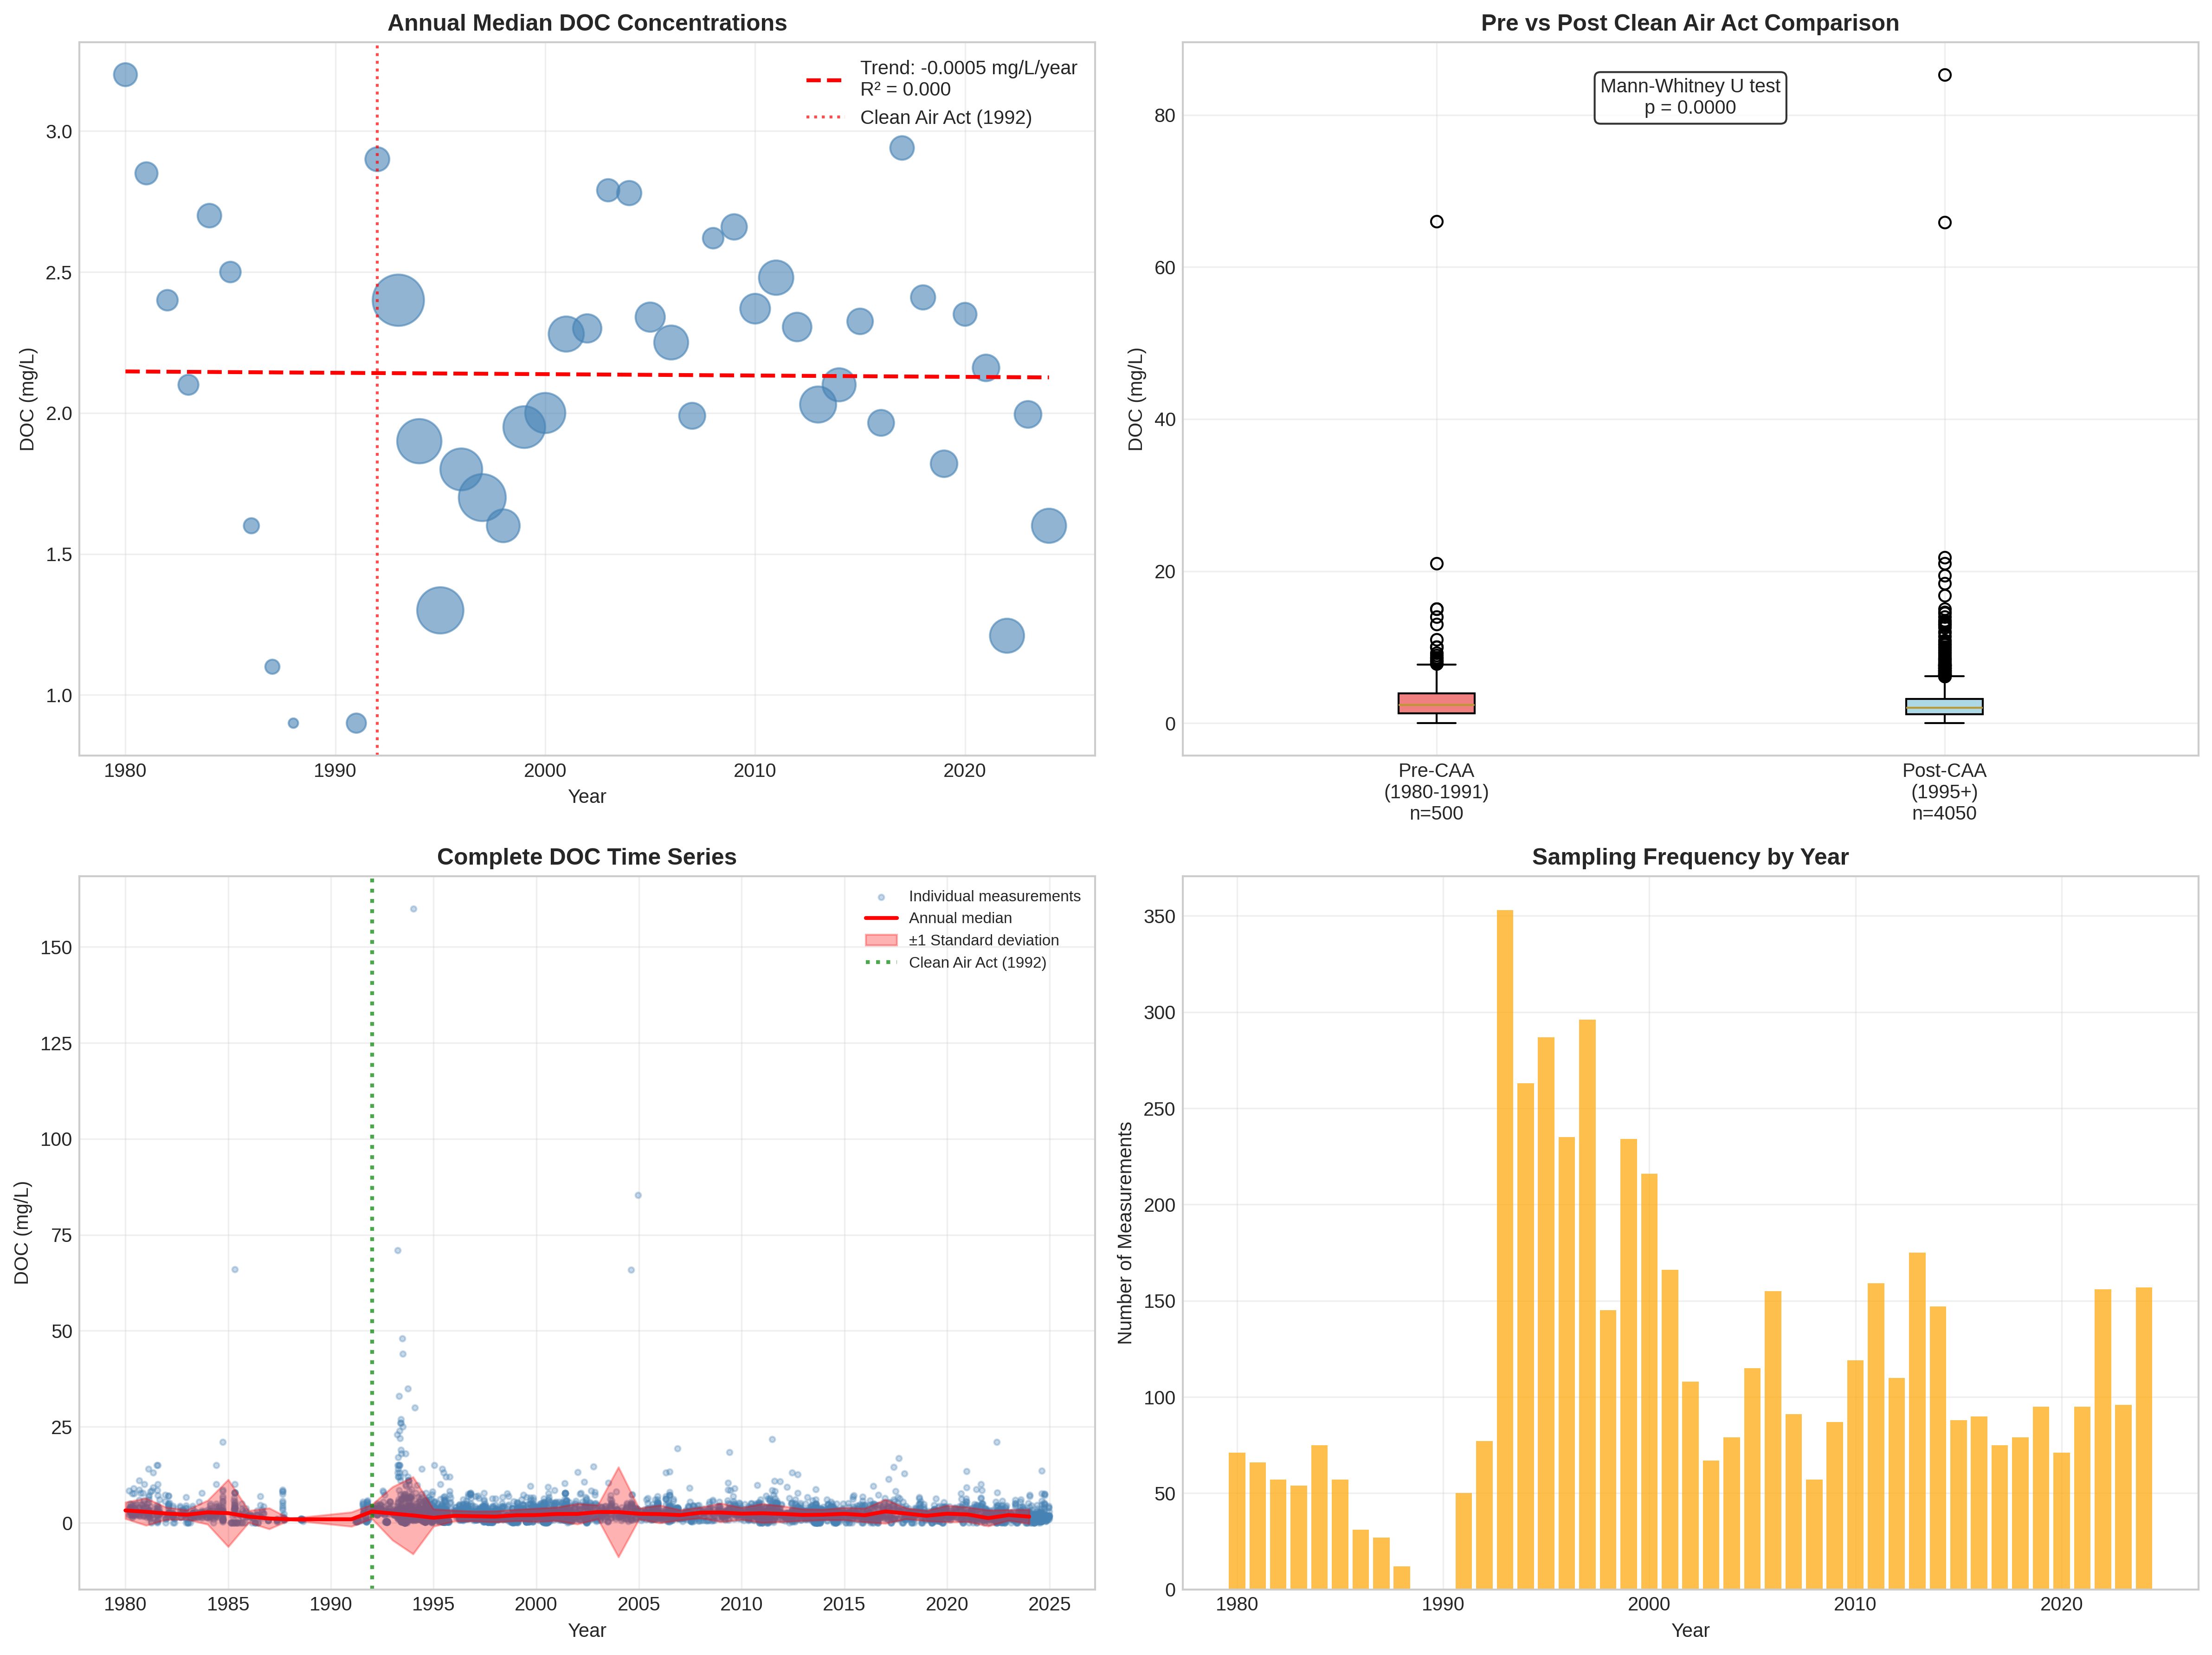 Annual Median DOC Concentrations
DOC (mg/L)
3.0
2.5
2.0
1.5
1.0
Trend: -0.0005 mg/L/year
R² = 0.000
Clean Air Act (1992)
1980
1990
2000
2010
2020
Year
Pre vs Post Clean Air Act Comparison
DOC (mg/L)
80
60
40
20
0
Mann-Whitney U test
p = 0.0000
Pre-CAA
(1980-1991)
n=500
Post-CAA
(1995+)
n=4050
Complete DOC Time Series
DOC (mg/L)
150
125
100
75
50
25
0
Individual measurements
Annual median
±1 Standard deviation
Clean Air Act (1992)
1980
1985
1990
1995
2000
2005
2010
2015
2020
2025
Year
Sampling Frequency by Year
Number of Measurements
350
300
250
200
150
100
50
0
1980
1990
2000
2010
2020
Year